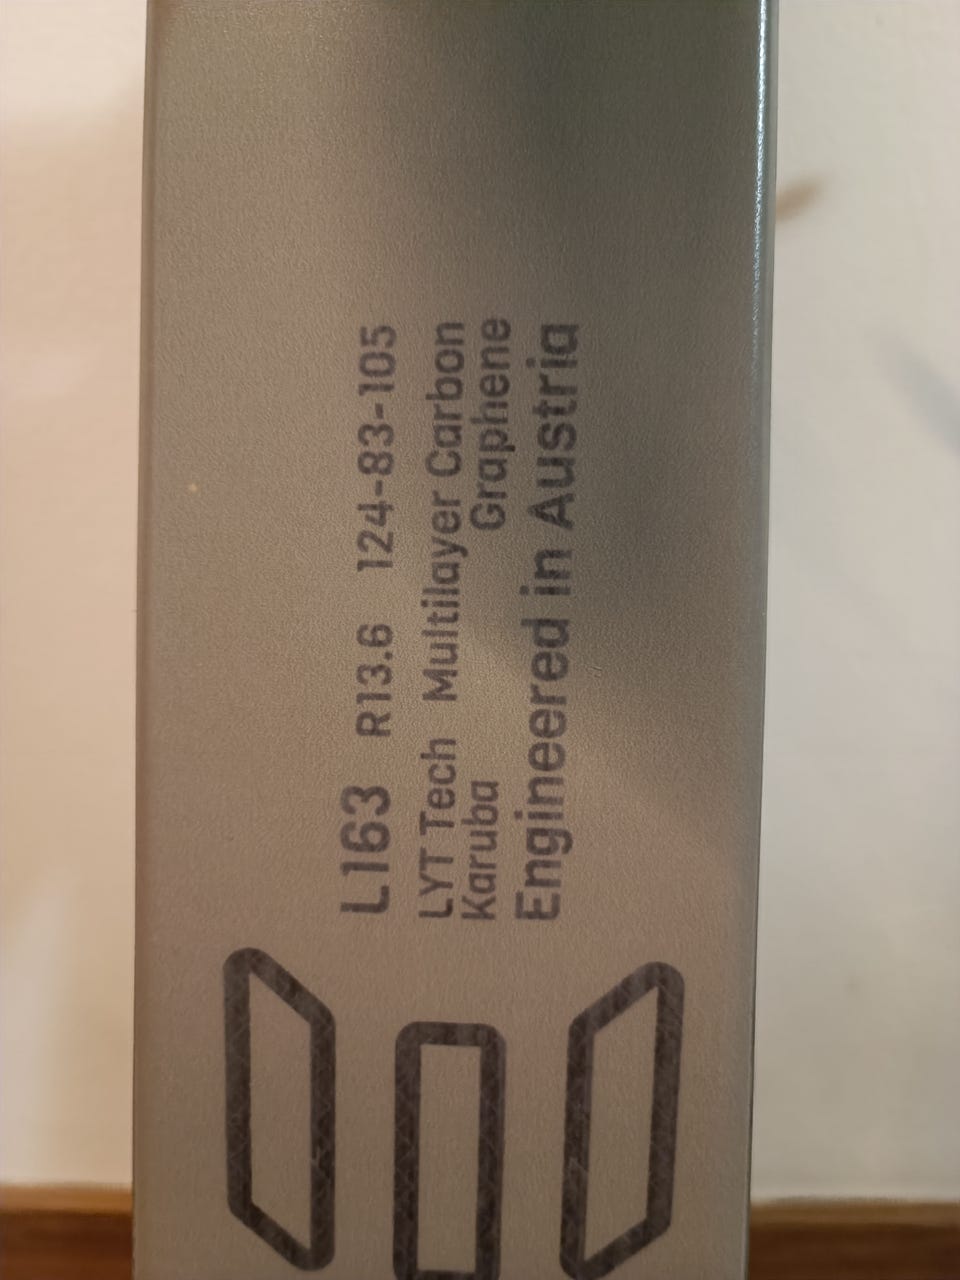 L163 R13.6 124-83-105
LYT Tech Multilayer Carbon
Karuba Graphene
Engineered in Austria